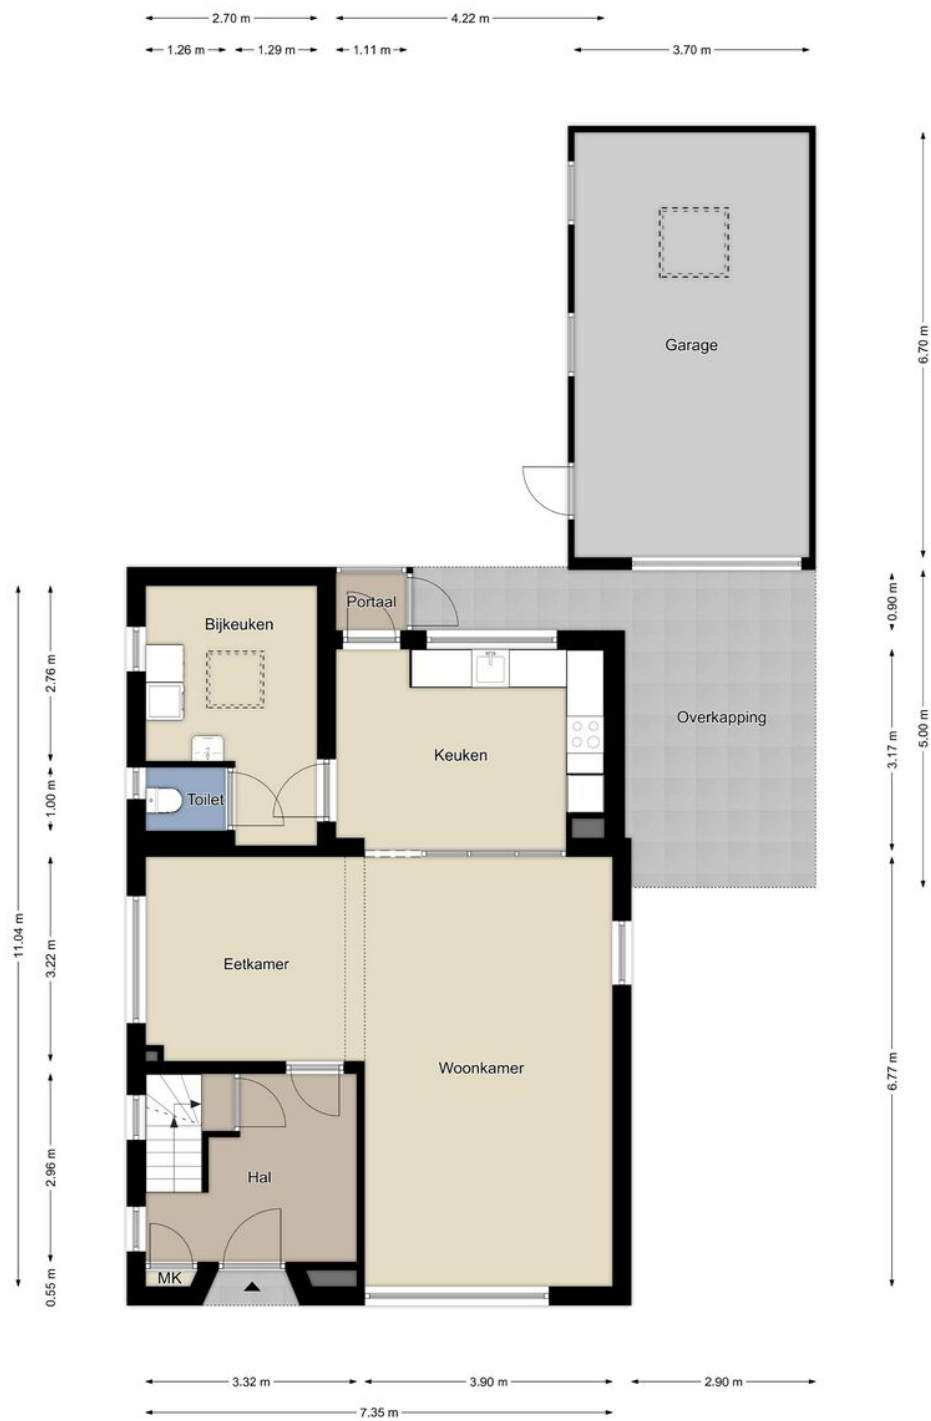 2.70 m
4.22 m
1.26 m
1.29 m
1.11 m
3.70 m
6.70 m
Garage
Portaal
0.90 m
Bijkeuken
2.76 m
Overkapping
5.00 m
3.17 m
Keuken
1.00 m
Toilet
11.04 m
3.22 m
Eetkamer
Woonkamer
6.77 m
2.96 m
Hal
MK
0.55 m
3.32 m
3.90 m
2.90 m
7.35 m